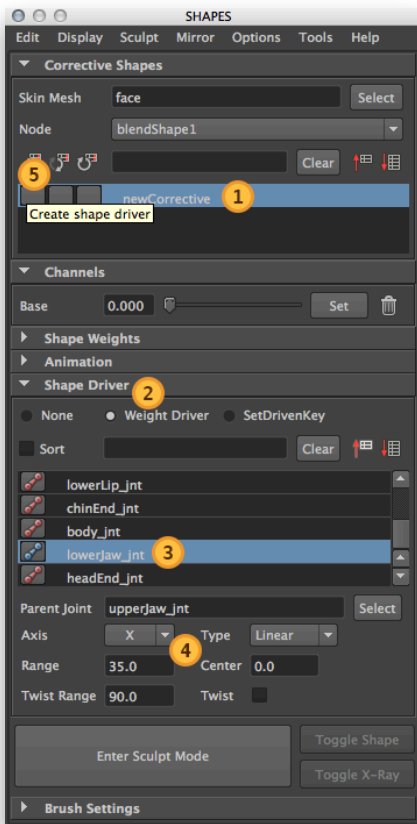 SHAPES
Edit Display Sculpt Mirror Options Tools Help
Corrective Shapes
Skin Mesh face Select
Node blendShape1
Clear
5
newCorrective 1
Create shape driver
Channels
Base 0.000 Set
Shape Weights
Animation
Shape Driver 2
None Weight Driver SetDrivenKey
Sort Clear
lowerLip_jnt
chinEnd_jnt
body_jnt
lowerJaw_jnt 3
headEnd_jnt
Parent Joint upperJaw_jnt Select
Axis X Type Linear
4
Range 35.0 Center 0.0
Twist Range 90.0 Twist
Enter Sculpt Mode Toggle Shape
Toggle X-Ray
Brush Settings